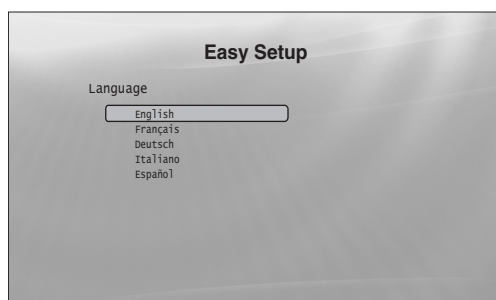 Easy Setup
Language
English
Français
Deutsch
Italiano
Español